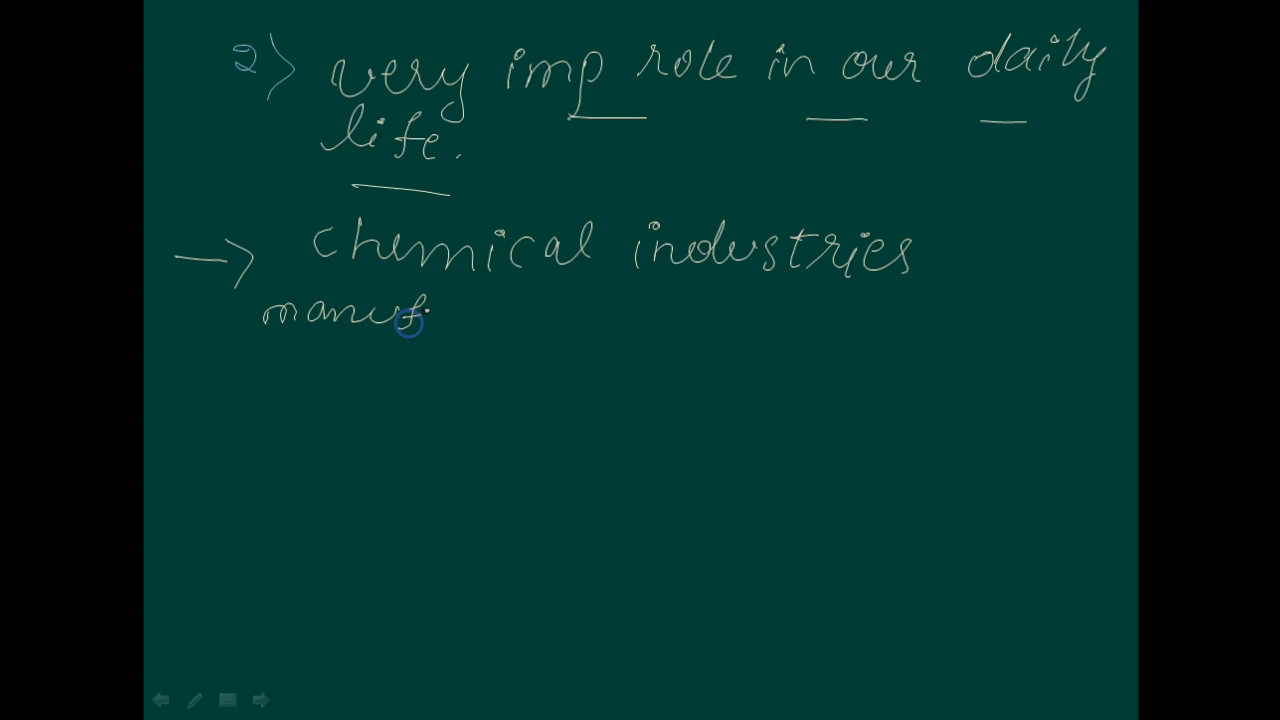 2) very imp role in our daily
life.
→ chemical industries
manuf.